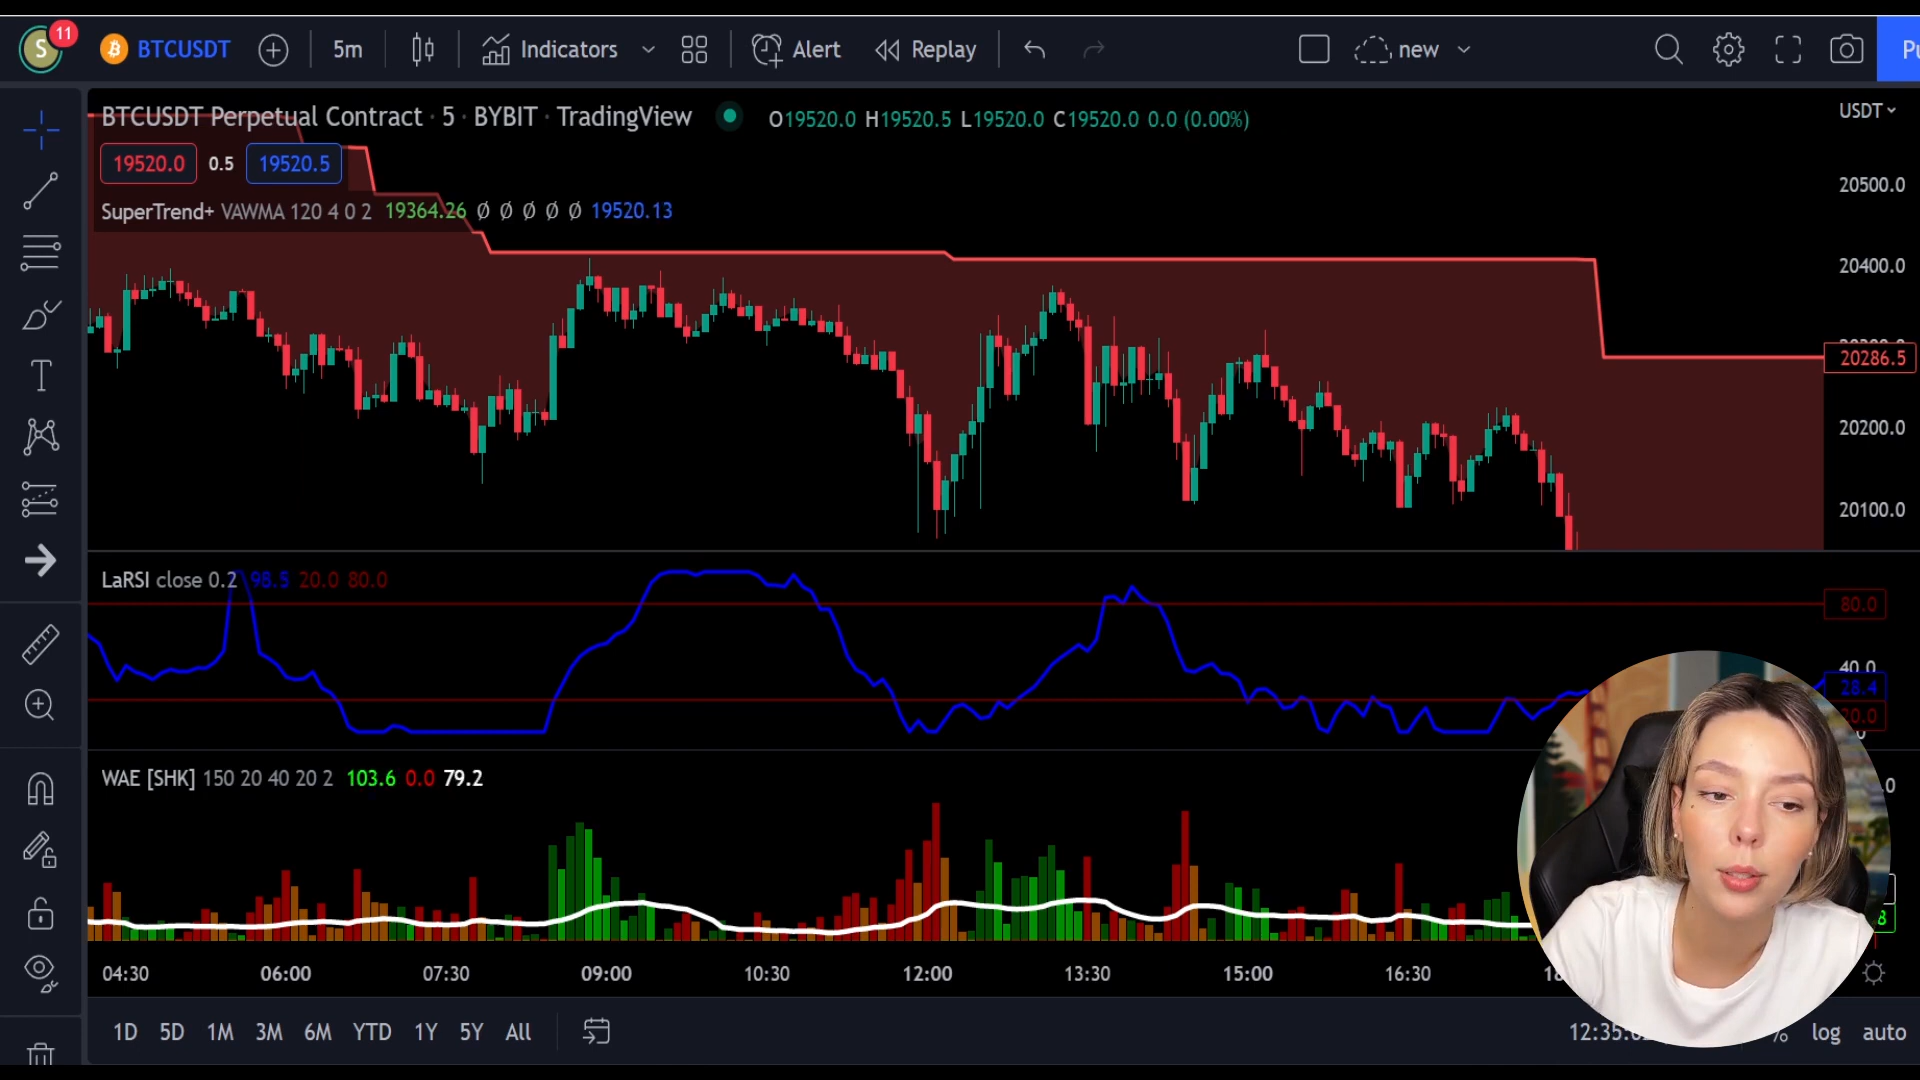 S 11 BTCUSDT 5m Indicators Alert Replay new Pu
BTCUSDT Perpetual Contract · 5 · BYBIT · TradingView O19520.0 H19520.5 L19520.0 C19520.0 0.0 (0.00%) USDT
19520.0 0.5 19520.5
SuperTrend+ VAWMA 120 4 0 2 19364.26 Ø Ø Ø Ø Ø 19520.13
20500.0
20400.0
20286.5
20200.0
20100.0
LaRSI close 0.2 98.5 20.0 80.0
80.0
40.0
28.4
WAE [SHK] 150 20 40 20 2 103.6 0.0 79.2
04:30 06:00 07:30 09:00 10:30 12:00 13:30 15:00 16:30
1D 5D 1M 3M 6M YTD 1Y 5Y All % log auto